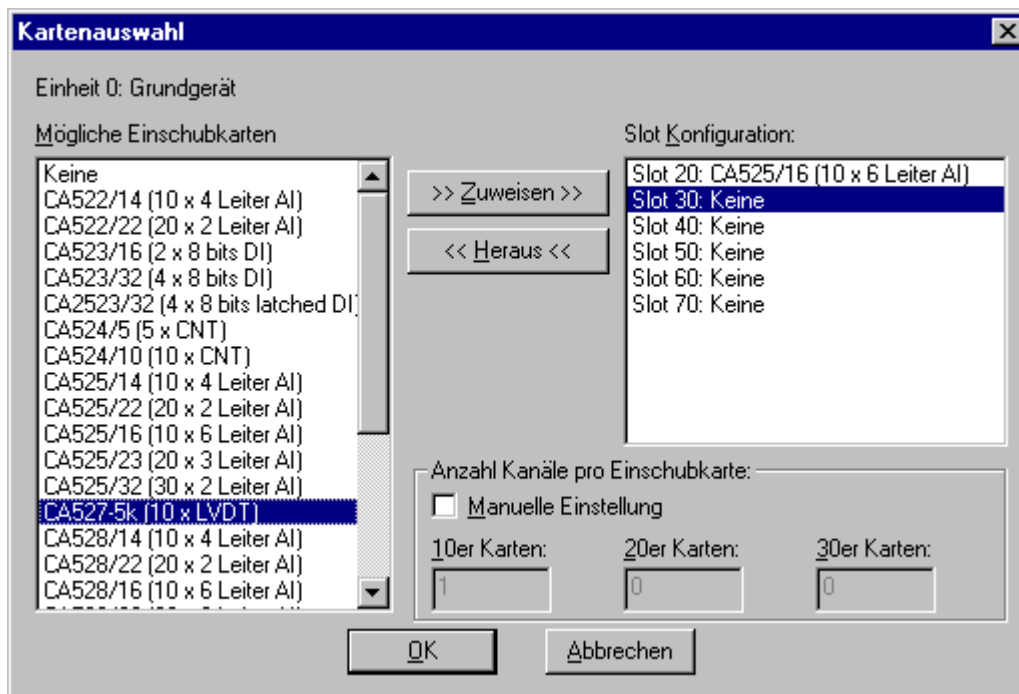 Kartenauswahl
Einheit 0: Grundgerät
Mögliche Einschubkarten
Keine
CA522/14 (10 x 4 Leiter AI)
CA522/22 (20 x 2 Leiter AI)
CA523/16 (2 x 8 bits DI)
CA523/32 (4 x 8 bits DI)
CA2523/32 (4 x 8 bits latched DI)
CA524/5 (5 x CNT)
CA524/10 (10 x CNT)
CA525/14 (10 x 4 Leiter AI)
CA525/22 (20 x 2 Leiter AI)
CA525/16 (10 x 6 Leiter AI)
CA525/23 (20 x 3 Leiter AI)
CA525/32 (30 x 2 Leiter AI)
CA527-5k (10 x LVDT)
CA528/14 (10 x 4 Leiter AI)
CA528/22 (20 x 2 Leiter AI)
CA528/16 (10 x 6 Leiter AI)
>> Zuweisen >>
<< Heraus <<
Slot Konfiguration:
Slot 20: CA525/16 (10 x 6 Leiter AI)
Slot 30: Keine
Slot 40: Keine
Slot 50: Keine
Slot 60: Keine
Slot 70: Keine
Anzahl Kanäle pro Einschubkarte:
Manuelle Einstellung
10er Karten: 20er Karten: 30er Karten:
1 0 0
OK Abbrechen